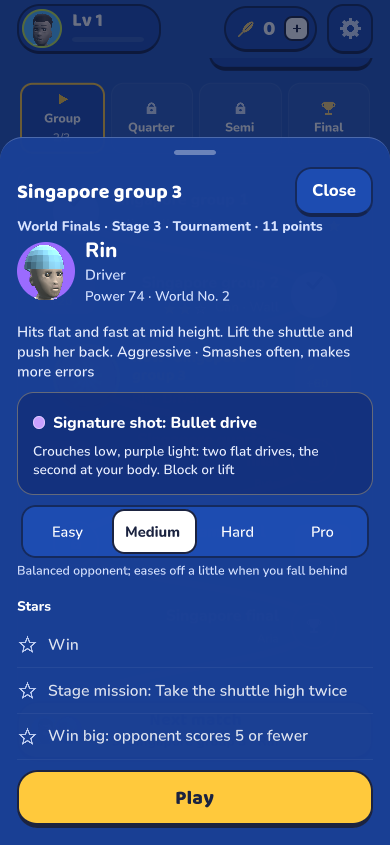 Lv 1
0
+
Group
Quarter
Semi
Final
Singapore group 3
Close
World Finals · Stage 3 · Tournament · 11 points
Rin
Driver
Power 74 · World No. 2
Hits flat and fast at mid height. Lift the shuttle and
push her back. Aggressive · Smashes often, makes
more errors
Signature shot: Bullet drive
Crouches low, purple light: two flat drives, the
second at your body. Block or lift
Easy
Medium
Hard
Pro
Balanced opponent; eases off a little when you fall behind
Stars
Win
Stage mission: Take the shuttle high twice
Win big: opponent scores 5 or fewer
Play